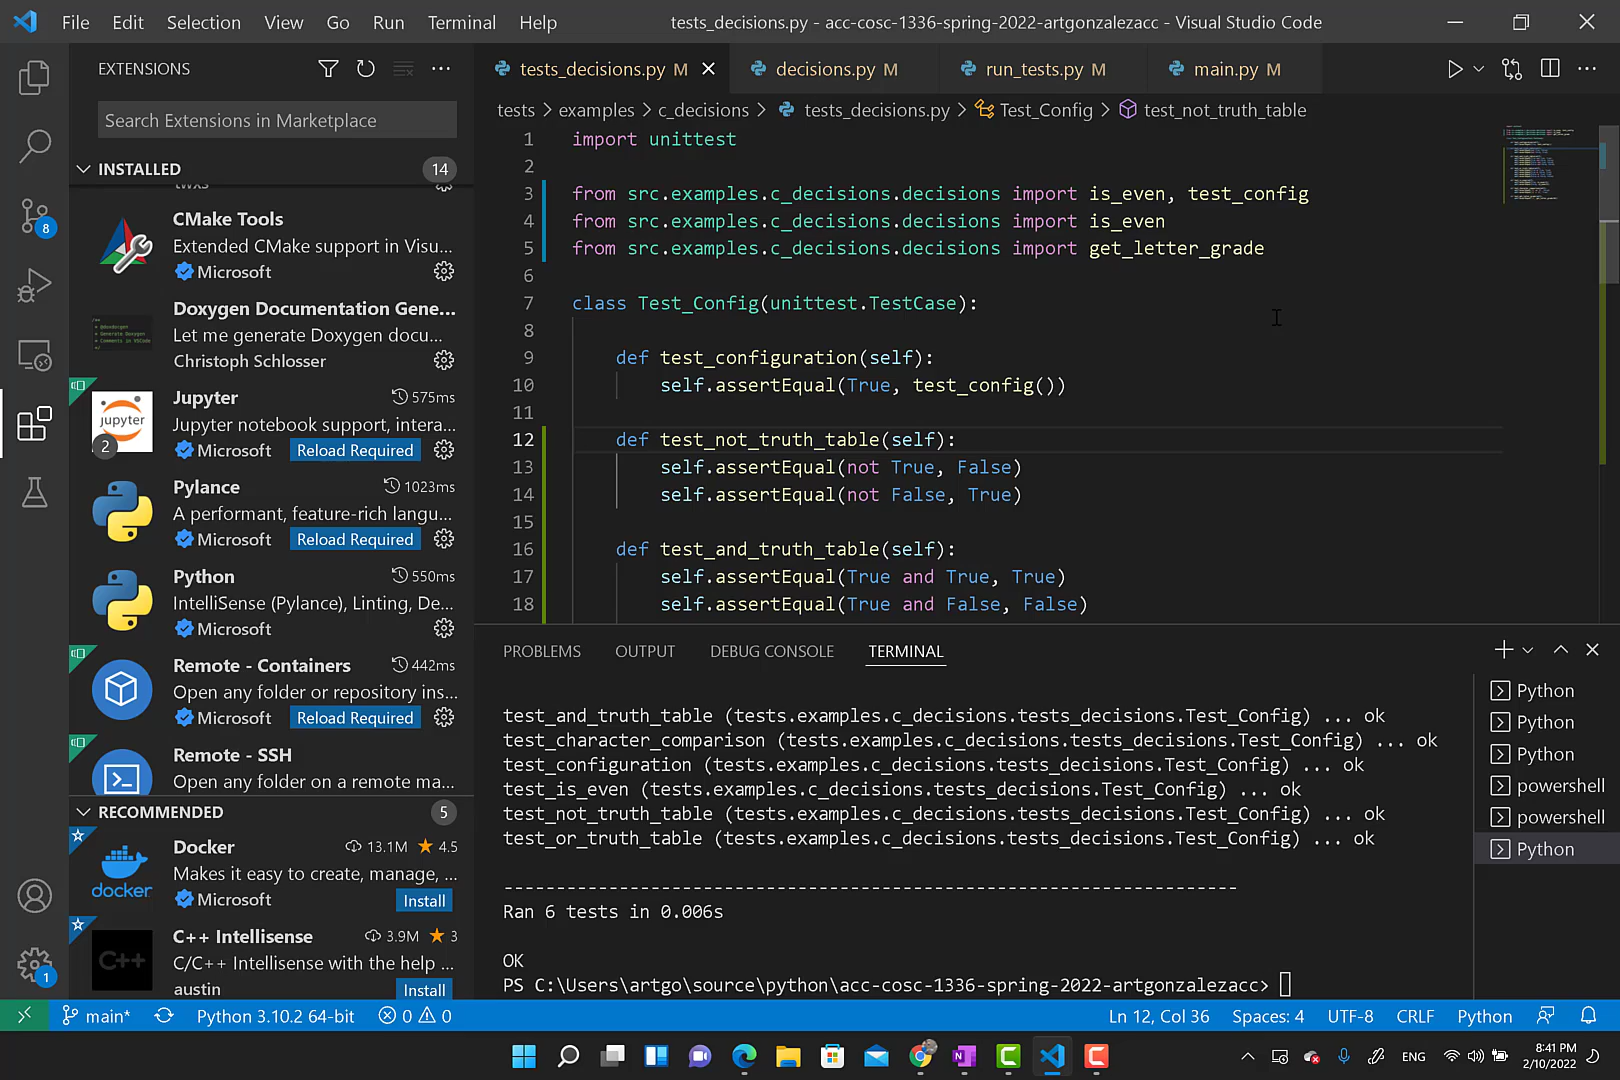 File Edit Selection View Go Run Terminal Help
tests_decisions.py - acc-cosc-1336-spring-2022-artgonzalezacc - Visual Studio Code
EXTENSIONS
Search Extensions in Marketplace
INSTALLED 14
twxs
CMake Tools
Extended CMake support in Visu...
Microsoft
Doxygen Documentation Gene...
Let me generate Doxygen docu...
Christoph Schlosser
Jupyter 575ms
Jupyter notebook support, intera...
Microsoft Reload Required
jupyter
2
Pylance 1023ms
A performant, feature-rich langu...
Microsoft Reload Required
Python 550ms
IntelliSense (Pylance), Linting, De...
Microsoft
Remote - Containers 442ms
Open any folder or repository ins...
Microsoft Reload Required
Remote - SSH
Open any folder on a remote ma...
RECOMMENDED 5
Docker 13.1M 4.5
Makes it easy to create, manage, ...
Microsoft Install
docker
C++ Intellisense 3.9M 3
C/C++ Intellisense with the help ...
austin Install
C++
8
1
tests_decisions.py M
decisions.py M
run_tests.py M
main.py M
tests > examples > c_decisions > tests_decisions.py > Test_Config > test_not_truth_table
1 import unittest
2
3 from src.examples.c_decisions.decisions import is_even, test_config
4 from src.examples.c_decisions.decisions import is_even
5 from src.examples.c_decisions.decisions import get_letter_grade
6
7 class Test_Config(unittest.TestCase):
8
9 def test_configuration(self):
10 self.assertEqual(True, test_config())
11
12 def test_not_truth_table(self):
13 self.assertEqual(not True, False)
14 self.assertEqual(not False, True)
15
16 def test_and_truth_table(self):
17 self.assertEqual(True and True, True)
18 self.assertEqual(True and False, False)
PROBLEMS OUTPUT DEBUG CONSOLE TERMINAL
test_and_truth_table (tests.examples.c_decisions.tests_decisions.Test_Config) ... ok
test_character_comparison (tests.examples.c_decisions.tests_decisions.Test_Config) ... ok
test_configuration (tests.examples.c_decisions.tests_decisions.Test_Config) ... ok
test_is_even (tests.examples.c_decisions.tests_decisions.Test_Config) ... ok
test_not_truth_table (tests.examples.c_decisions.tests_decisions.Test_Config) ... ok
test_or_truth_table (tests.examples.c_decisions.tests_decisions.Test_Config) ... ok
----------------------------------------------------------------------
Ran 6 tests in 0.006s
OK
PS C:\Users\artgo\source\python\acc-cosc-1336-spring-2022-artgonzalezacc>
Python
Python
Python
powershell
powershell
Python
main* Python 3.10.2 64-bit 0 0
Ln 12, Col 36 Spaces: 4 UTF-8 CRLF Python
ENG
8:41 PM
2/10/2022